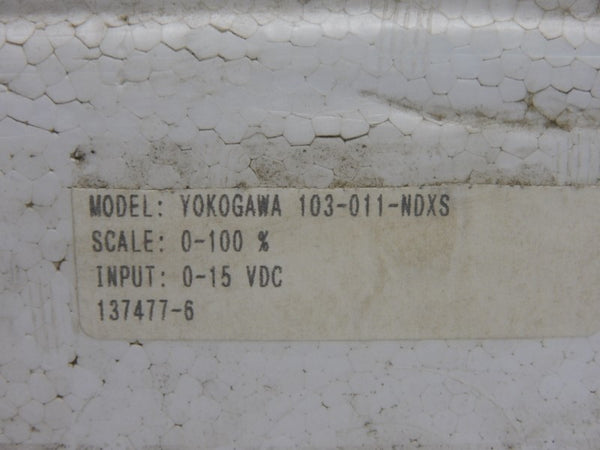 MODEL: YOKOGAWA 103-011-NDXS
SCALE: 0-100 %
INPUT: 0-15 VDC
137477-6